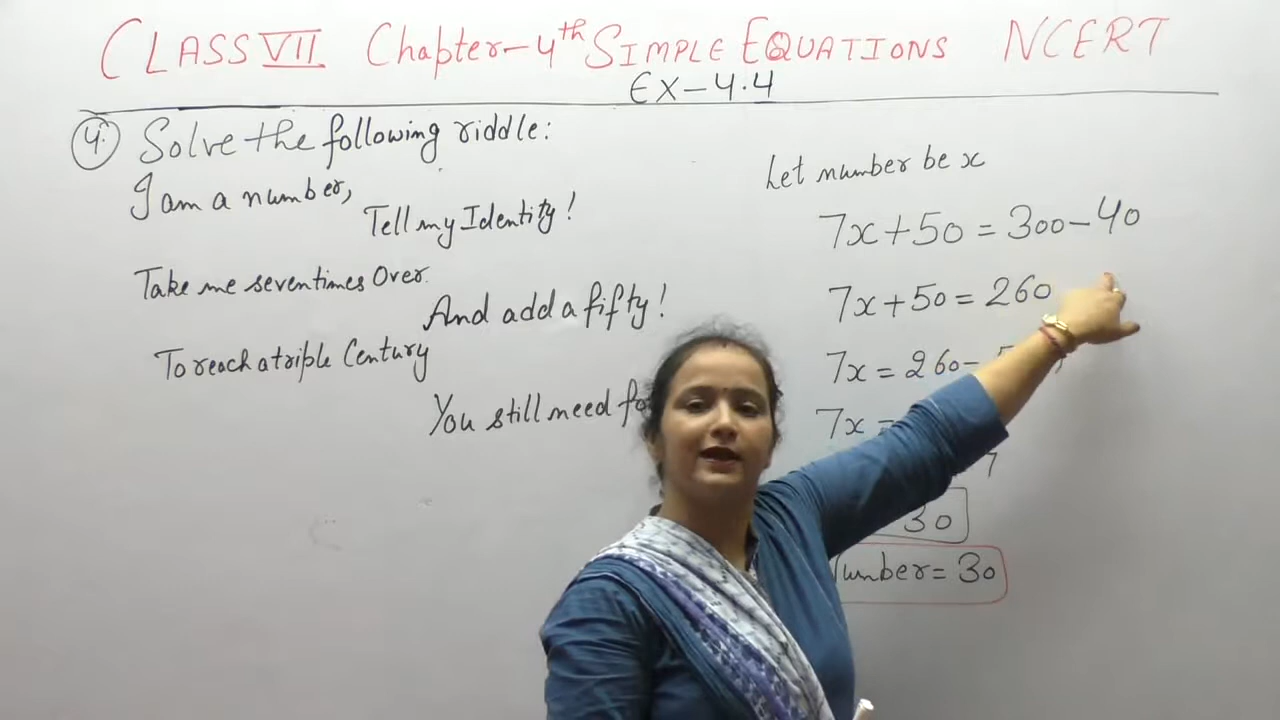 CLASS VII Chapter-4th SIMPLE EQUATIONS NCERT
EX-4.4
4. Solve the following riddle:
I am a number,
Tell my Identity!
Take me seven times Over.
And add a fifty!
To reach a triple Century
You still need
Let number be x
7x+50=300-40
7x+50=260
7x=260-
7x=
7
30
Number=30